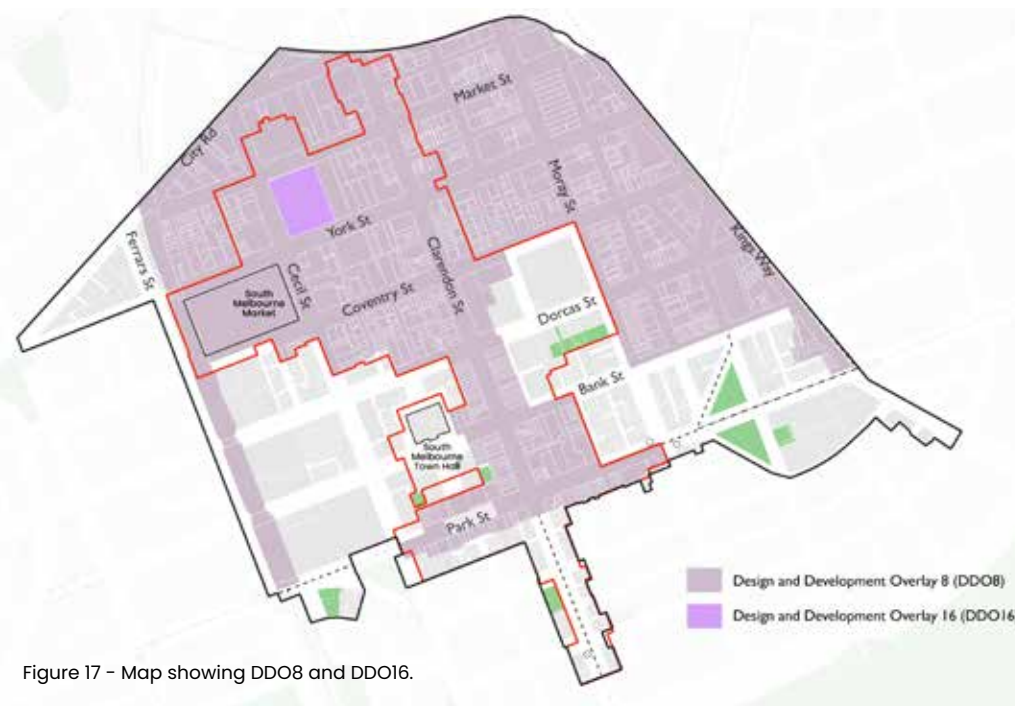 Market St
City Rd
Moray St
York St
Ferrars St
Clarendon St
Kings Way
Cecil St
South
Melbourne
Market
Coventry St
Dorcas St
Bank St
South
Melbourne
Town Hall
Park St
Design and Development Overlay 8 (DDO8)
Design and Development Overlay 16 (DDO16
Figure 17 - Map showing DDO8 and DDO16.